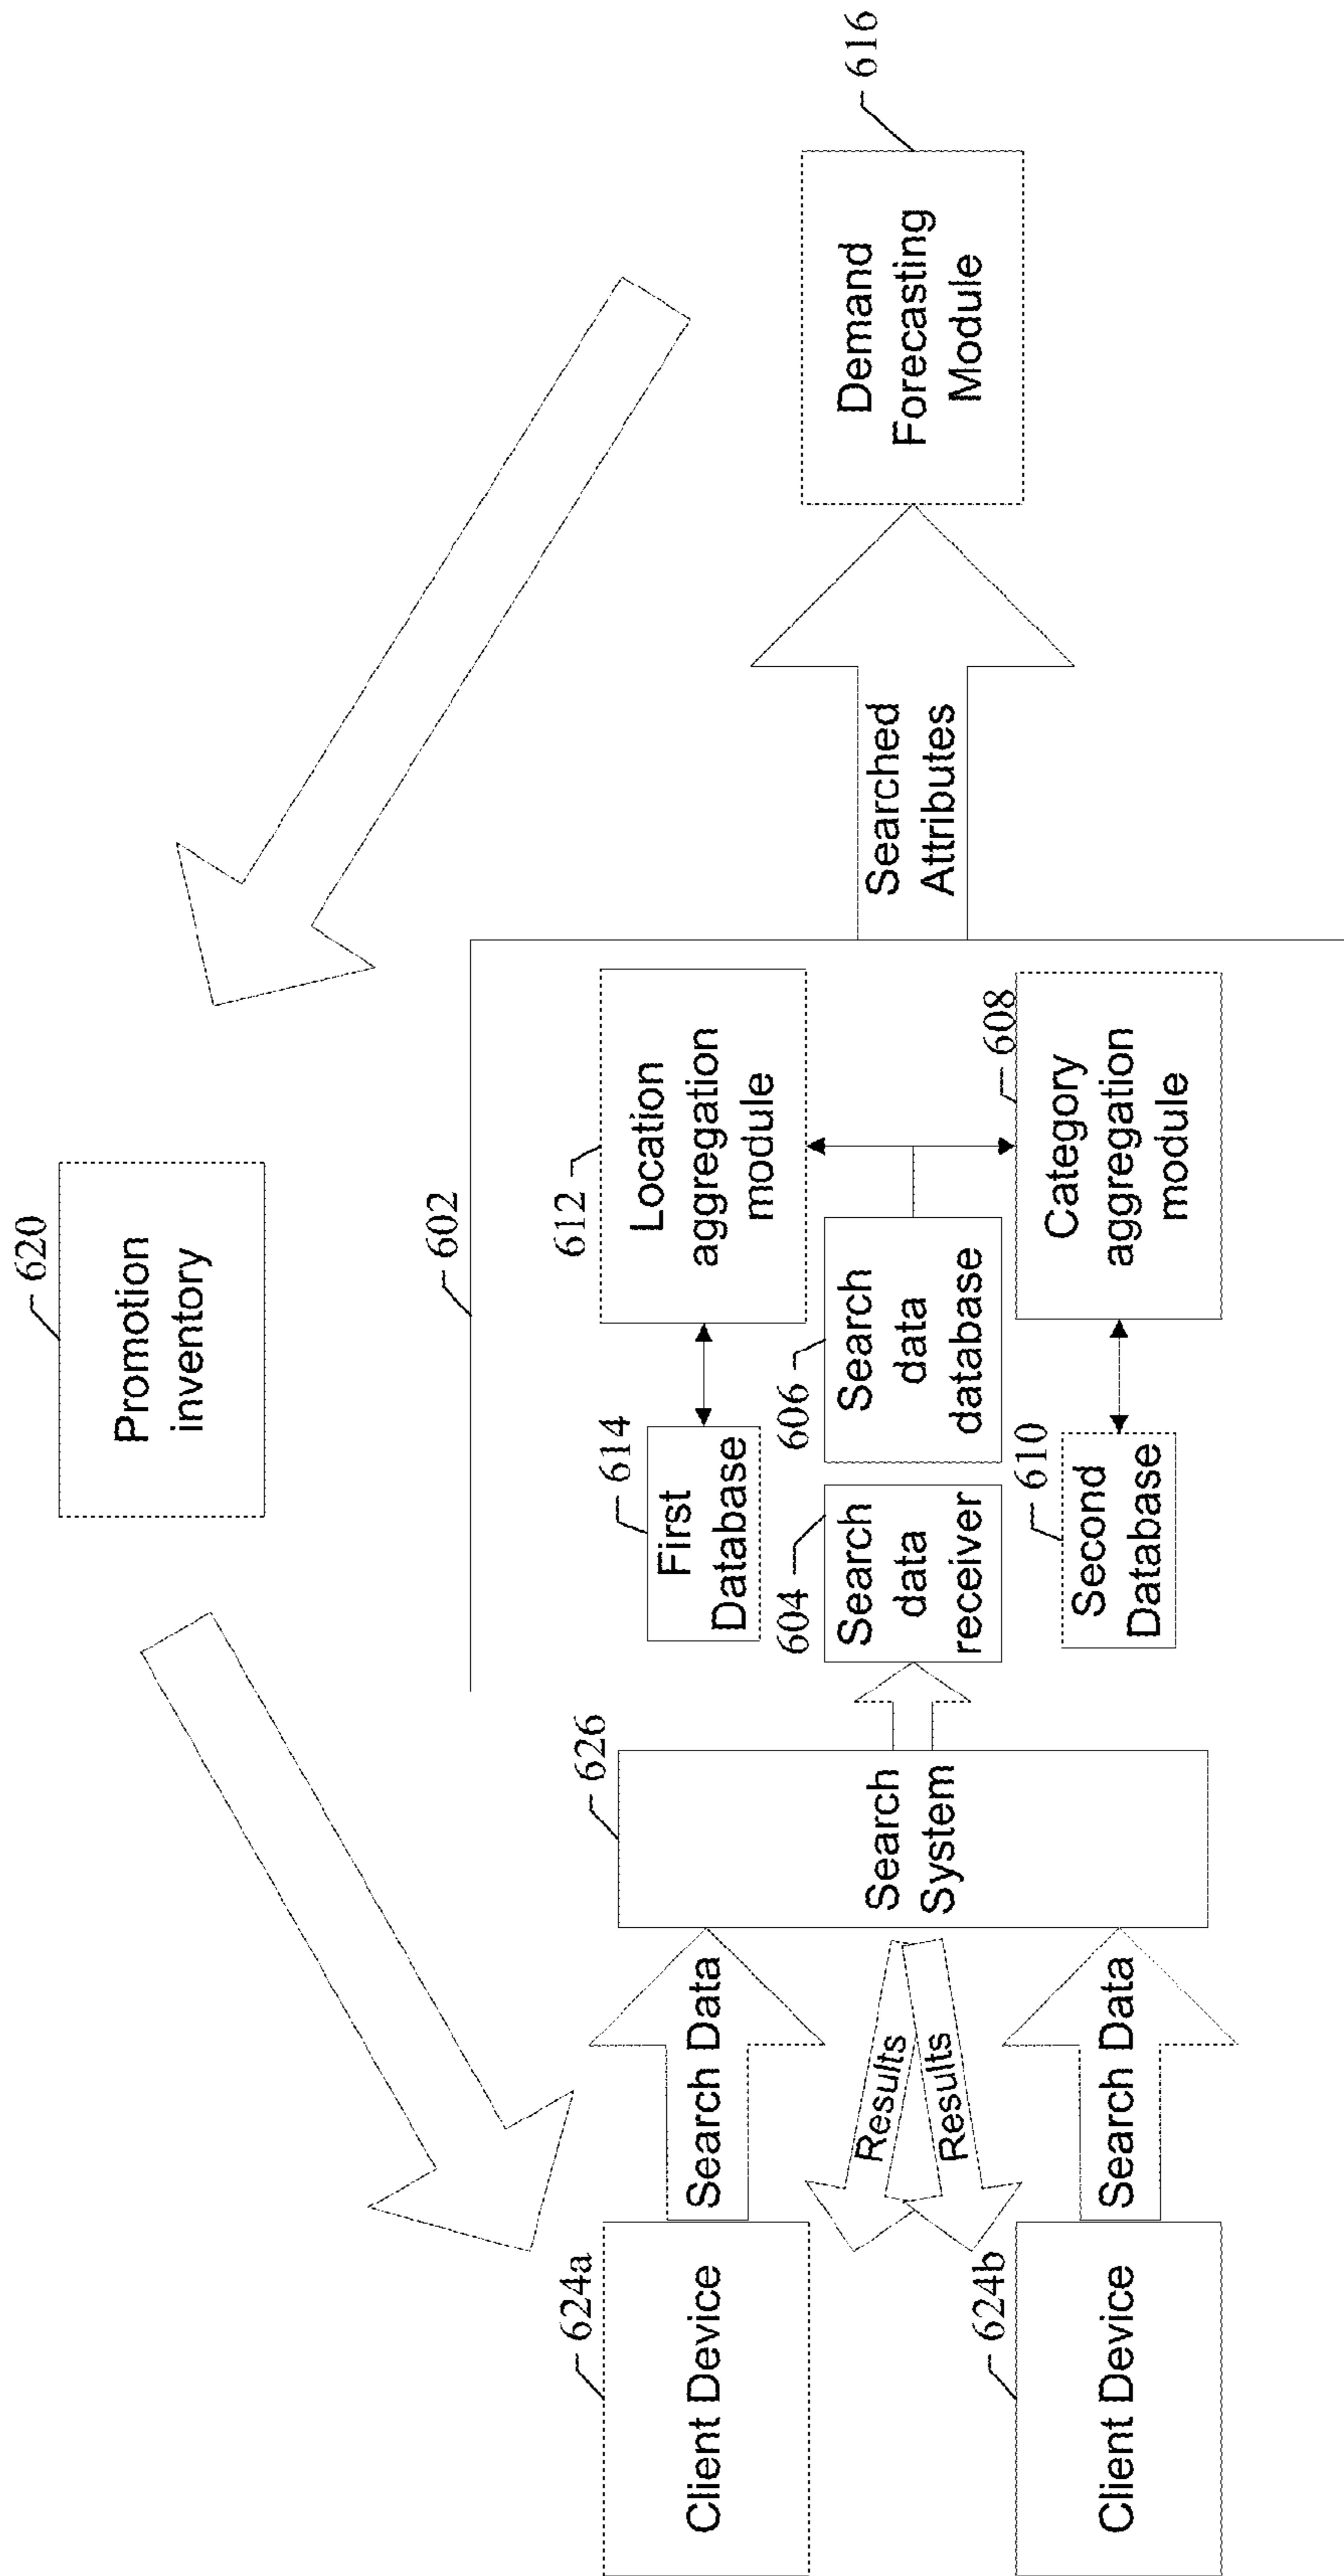 620
Promotion
inventory
602
612
Location
aggregation
module
614
First
Database
606
Search
data
database
604
Search
data
receiver
608
Category
aggregation
module
610
Second
Database
Searched
Attributes
616
Demand
Forecasting
Module
626
Search
System
Search Data
Results
Results
Search Data
624a
Client Device
624b
Client Device